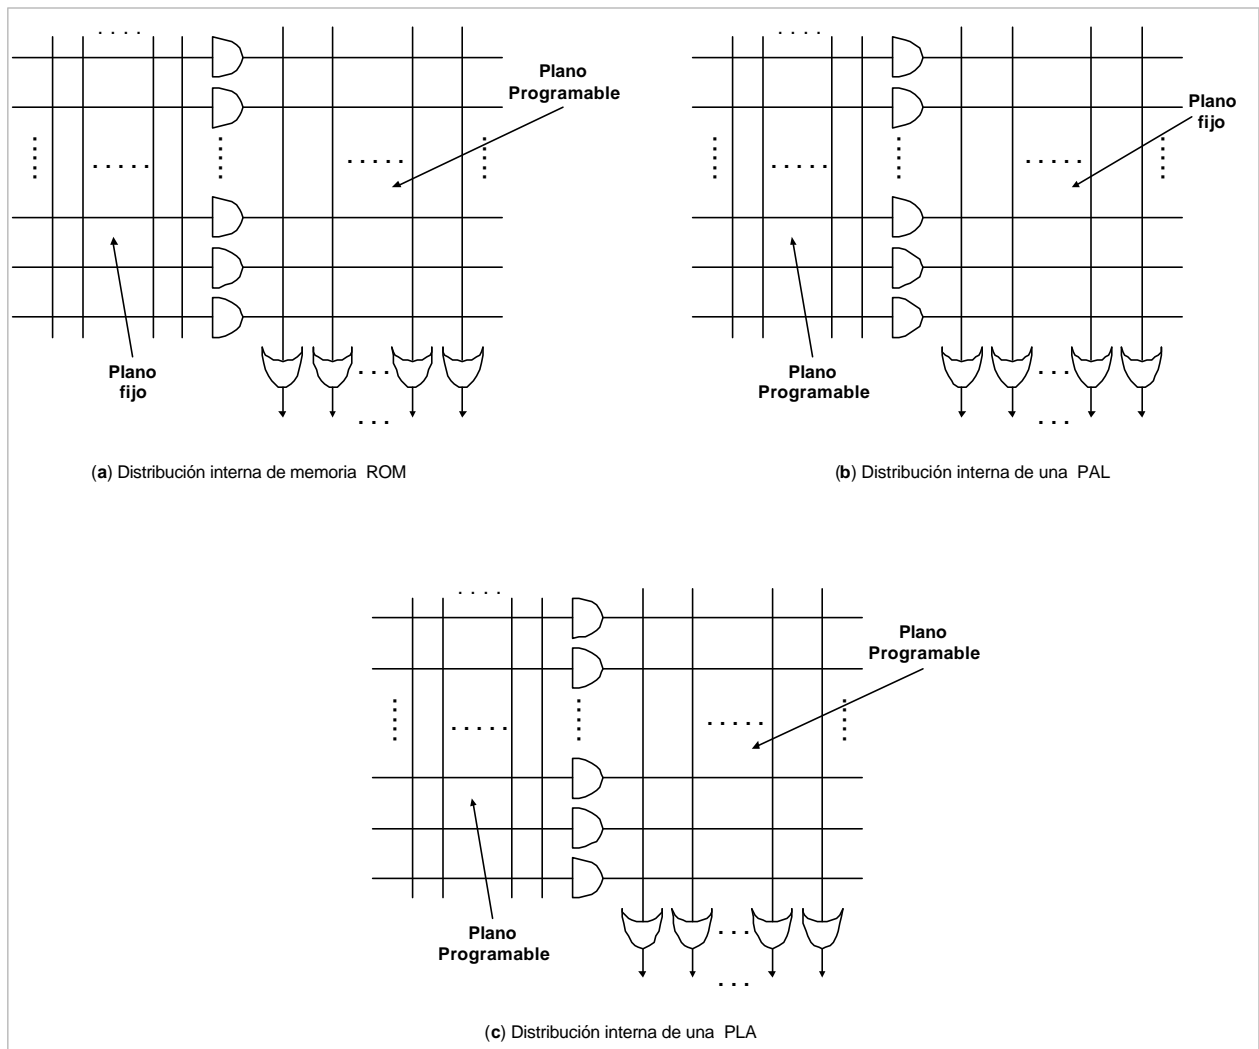 Plano
Programable
Plano
fijo
(a) Distribución interna de memoria ROM
Plano
fijo
Plano
Programable
(b) Distribución interna de una PAL
Plano
Programable
Plano
Programable
(c) Distribución interna de una PLA